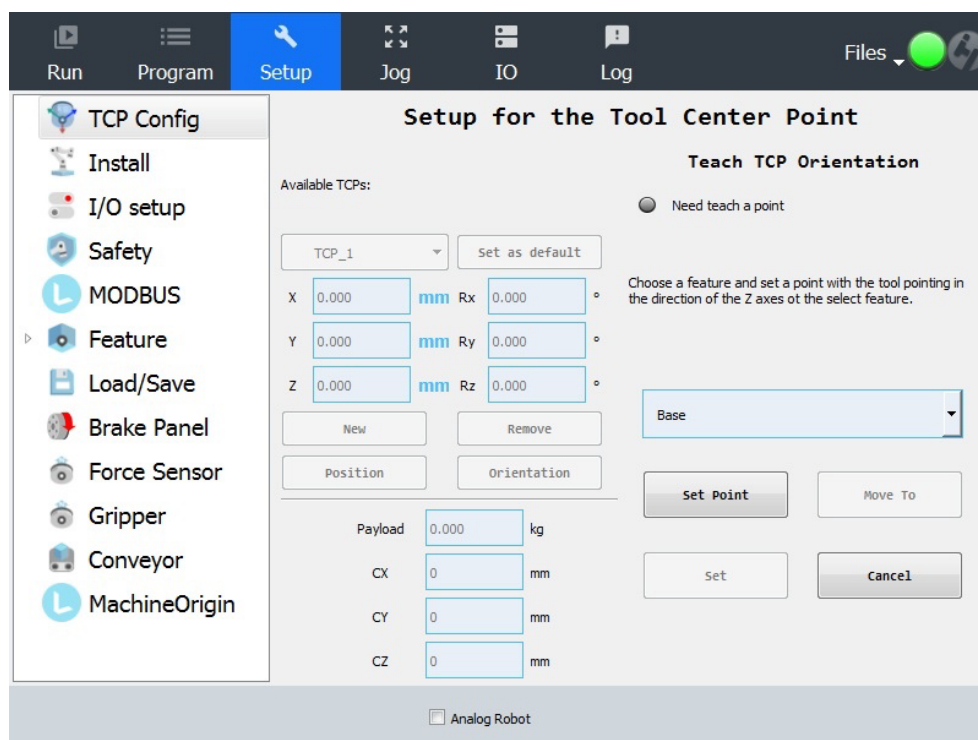 Run Program Setup Jog IO Log Files
TCP Config
Install
I/O setup
Safety
MODBUS
Feature
Load/Save
Brake Panel
Force Sensor
Gripper
Conveyor
MachineOrigin
Setup for the Tool Center Point
Available TCPs:
TCP_1 Set as default
X 0.000 mm Rx 0.000 °
Y 0.000 mm Ry 0.000 °
Z 0.000 mm Rz 0.000 °
New Remove
Position Orientation
Payload 0.000 kg
CX 0 mm
CY 0 mm
CZ 0 mm
Teach TCP Orientation
Need teach a point
Choose a feature and set a point with the tool pointing in
the direction of the Z axes ot the select feature.
Base
Set Point Move To
Set Cancel
Analog Robot